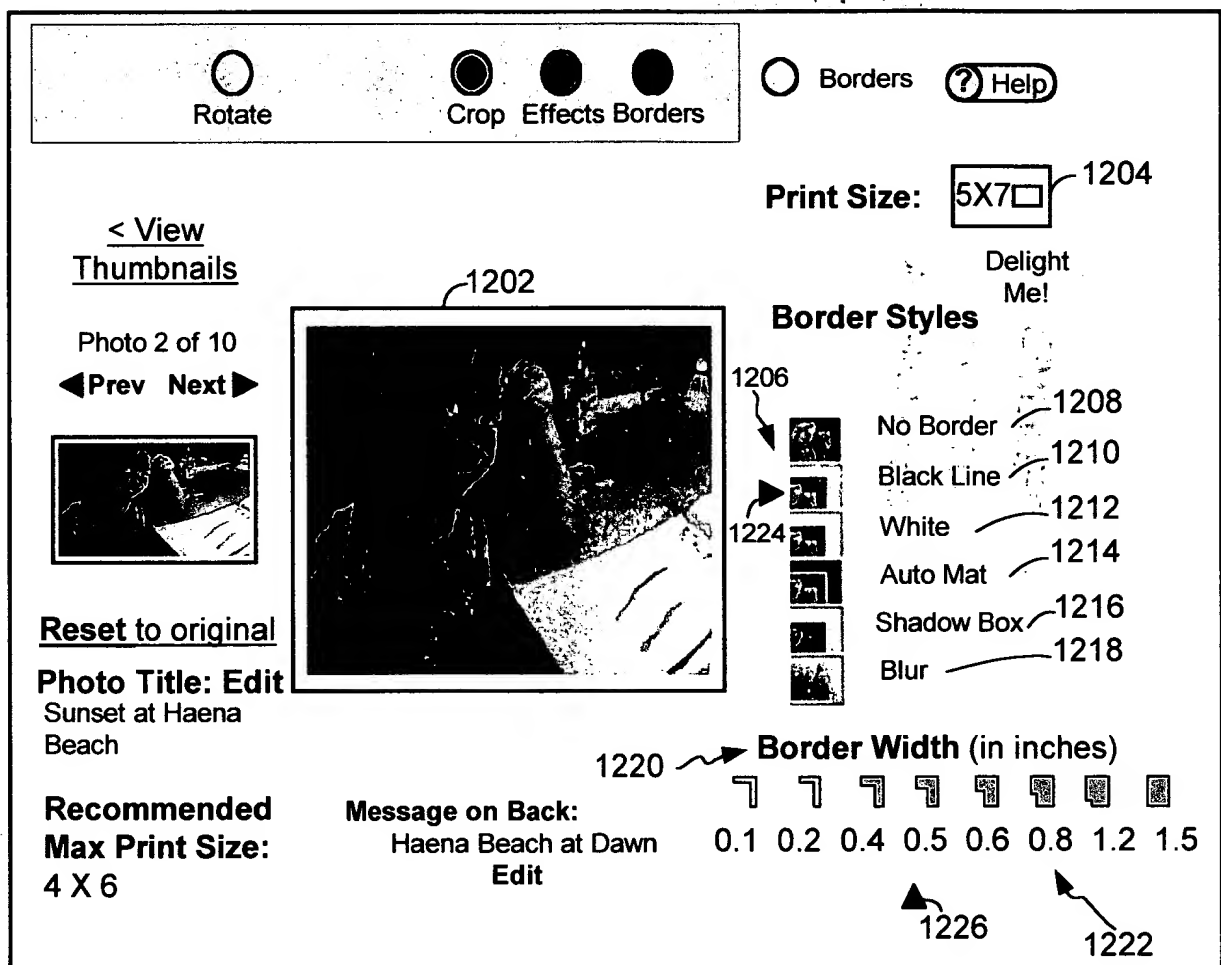 Rotate
Crop Effects Borders
Borders
? Help
Print Size: 5X7 1204
< View
Thumbnails
Photo 2 of 10
Prev Next
1202
Delight
Me!
Border Styles
1206
No Border 1208
Black Line 1210
1224
White 1212
Auto Mat 1214
Shadow Box 1216
Blur 1218
Reset to original
Photo Title: Edit
Sunset at Haena
Beach
Recommended
Max Print Size:
4 X 6
Message on Back:
Haena Beach at Dawn
Edit
1220 Border Width (in inches)
0.1 0.2 0.4 0.5 0.6 0.8 1.2 1.5
1226
1222